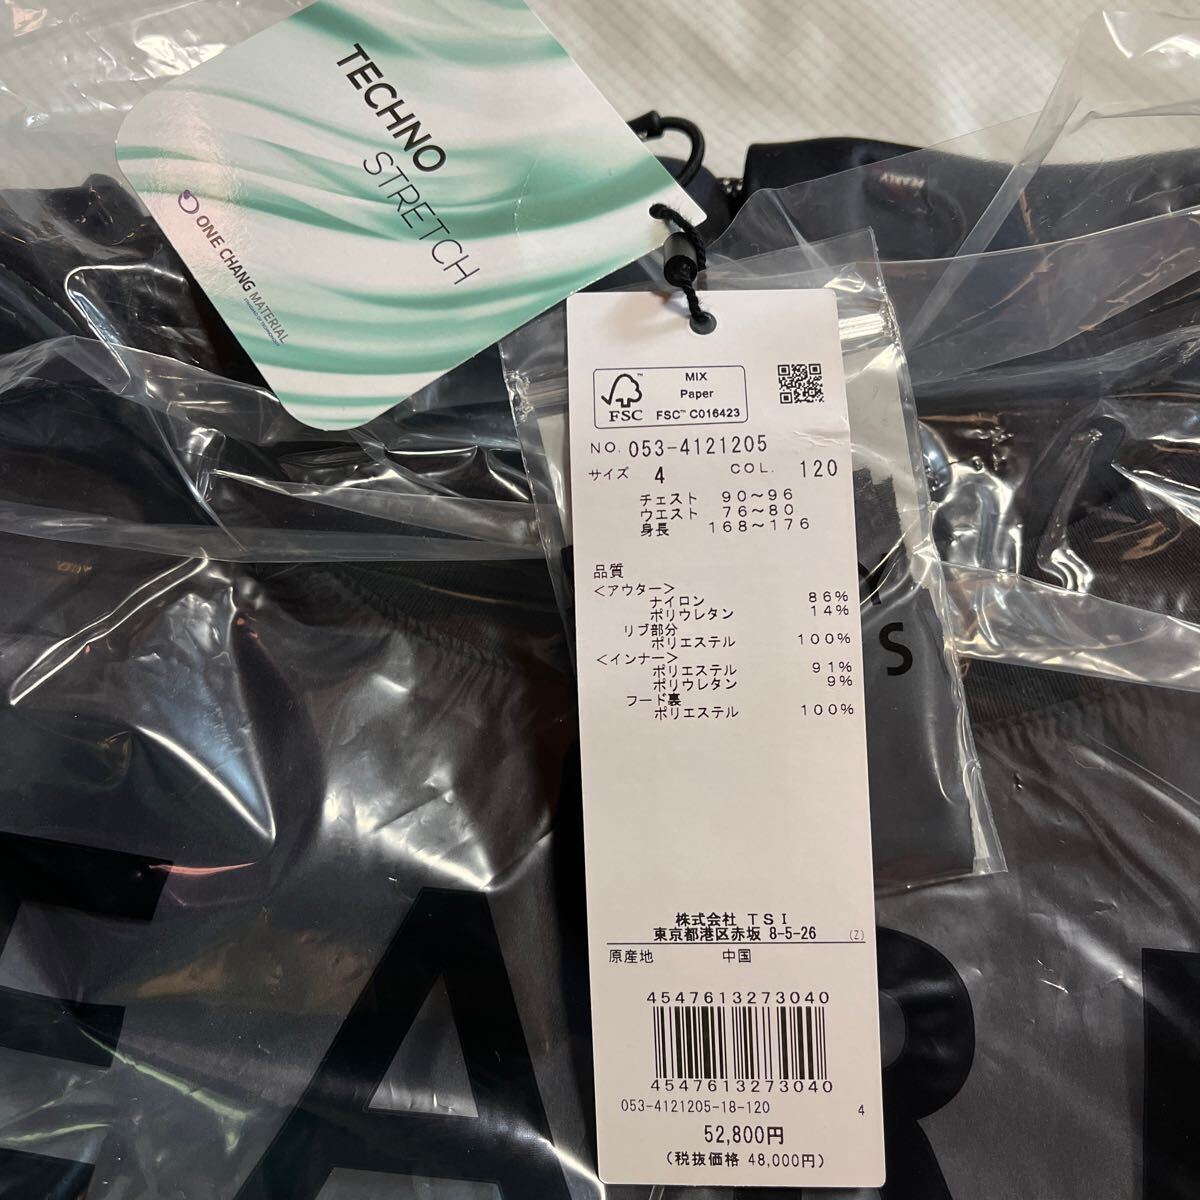 TECHNO
STRETCH
ONE CHANG MATERIAL
FSC™
MIX
Paper
FSC™ C016423
NO. 053-4121205
サイズ 4 COL. 120
チェスト 90〜96
ウエスト 76〜80
身長 168〜176
品質
<アウター>
ナイロン 86%
ポリウレタン 14%
リブ部分
ポリエステル 100%
<インナー>
ポリエステル 91%
ポリウレタン 9%
フード裏
ポリエステル 100%
株式会社 TSI
東京都港区赤坂 8-5-26 (Z)
原産地 中国
4547613273040
4547613273040
053-4121205-18-120 4
52,800円
(税抜価格 48,000円)
Y
S
EAR